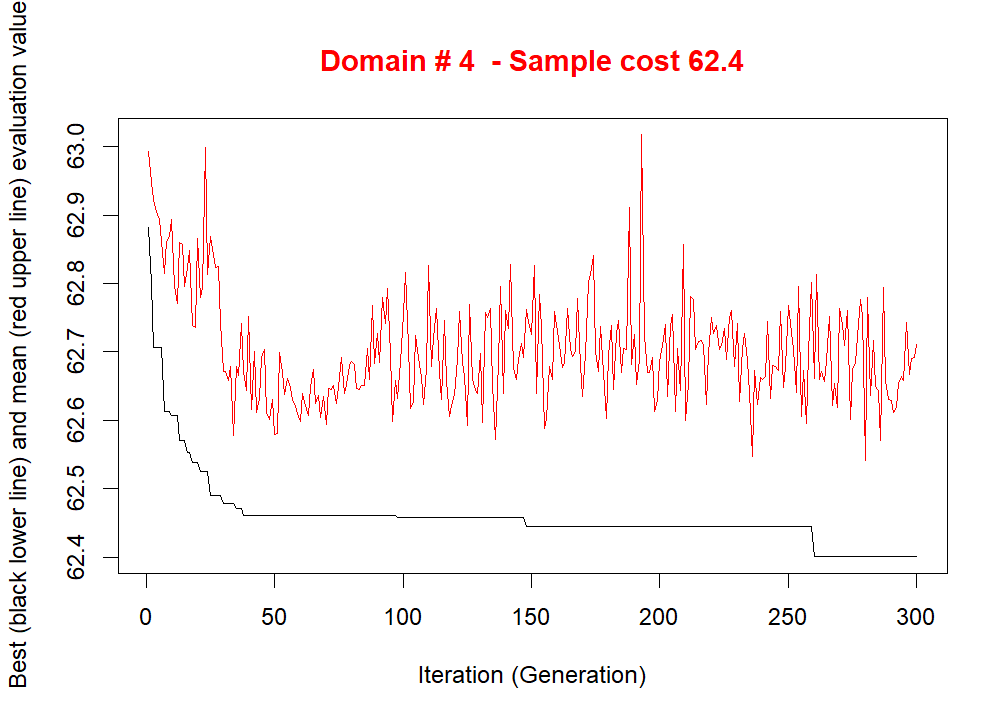 Domain # 4  - Sample cost 62.4
Best (black lower line) and mean (red upper line) evaluation value
63.0
62.9
62.8
62.7
62.6
62.5
62.4
0 50 100 150 200 250 300
Iteration (Generation)